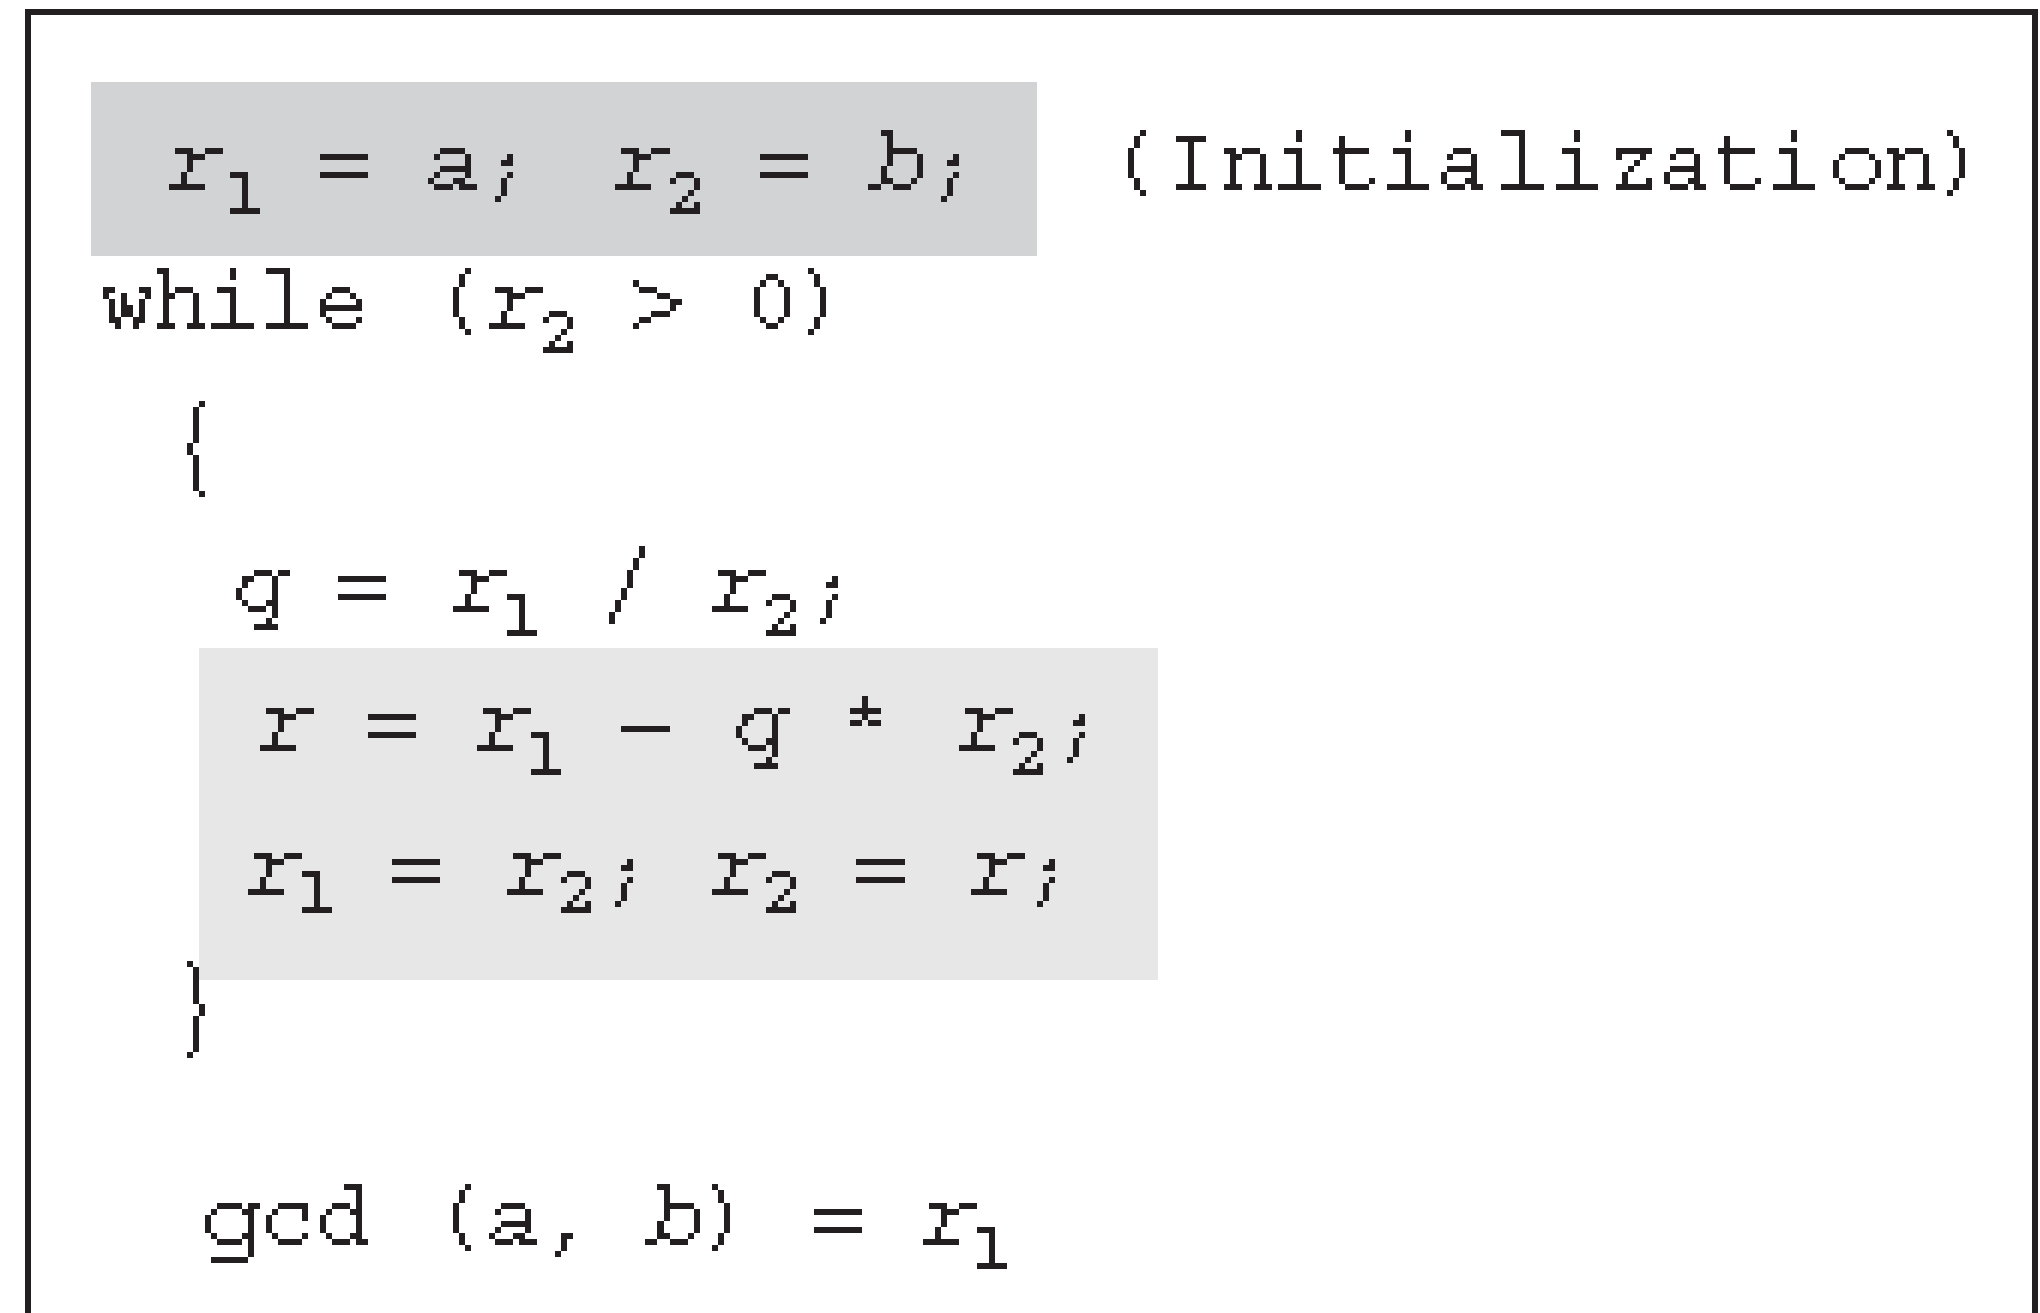 r₁ = a; r₂ = b; (Initialization)
while (r₂ > 0)
{
q = r₁ / r₂;
r = r₁ − q * r₂;
r₁ = r₂; r₂ = r;
}
gcd (a, b) = r₁